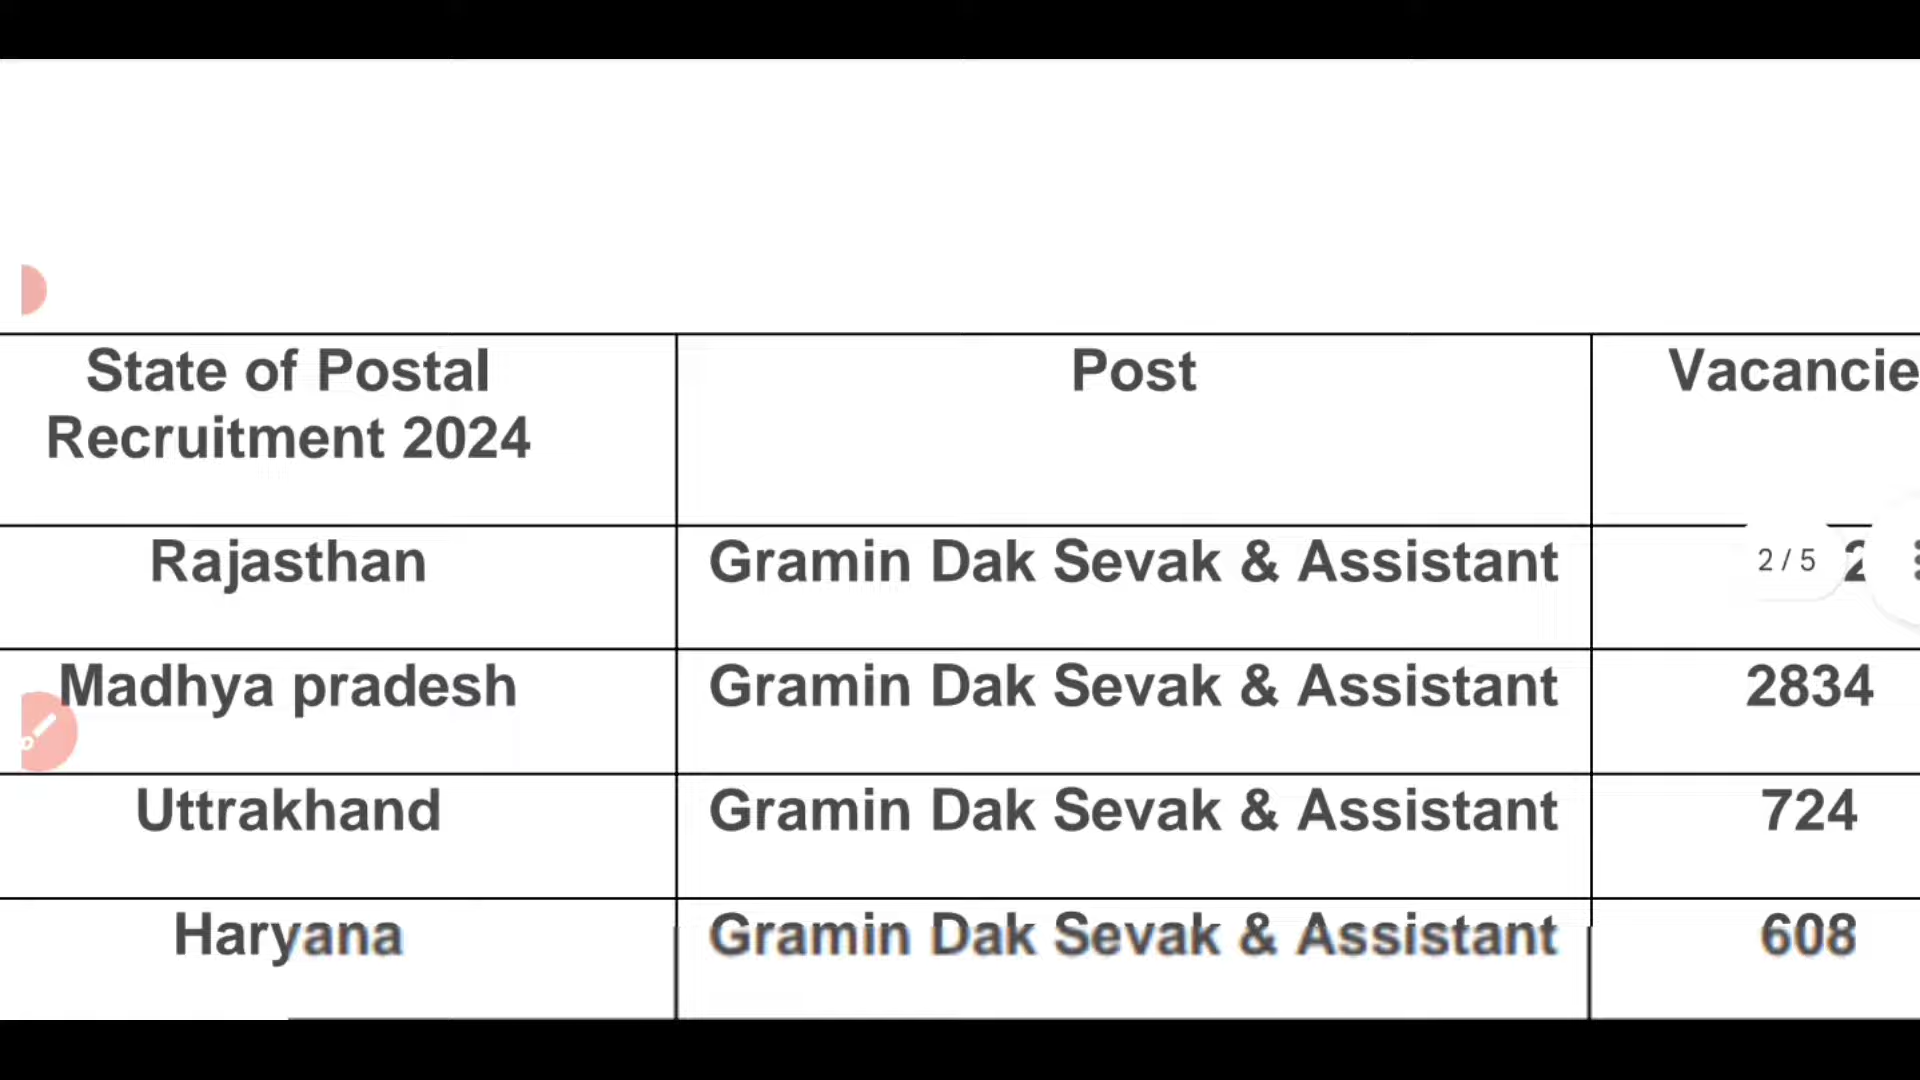 State of Postal
Recruitment 2024
Post
Vacancie
Rajasthan
Gramin Dak Sevak & Assistant
2 / 5
2
Madhya pradesh
Gramin Dak Sevak & Assistant
2834
Uttrakhand
Gramin Dak Sevak & Assistant
724
Haryana
Gramin Dak Sevak & Assistant
608